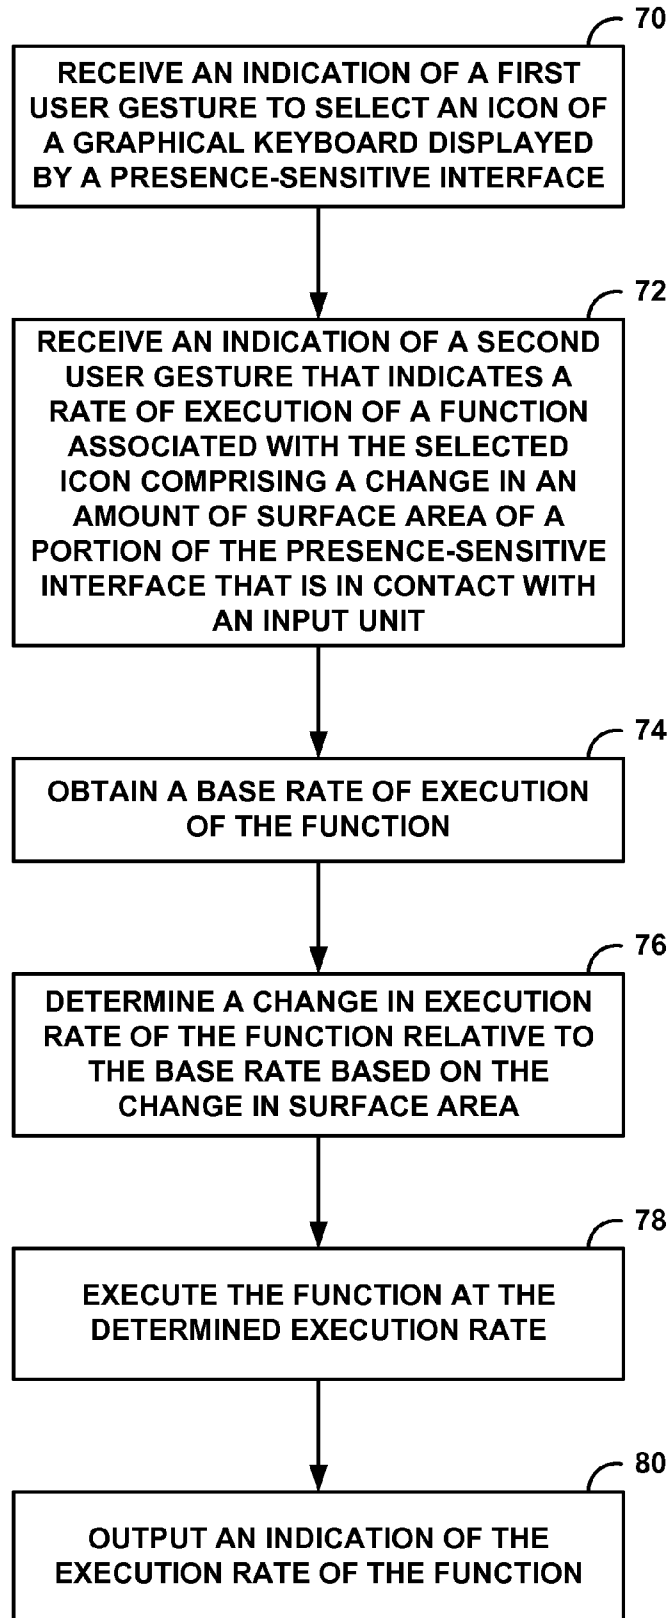 70
RECEIVE AN INDICATION OF A FIRST
USER GESTURE TO SELECT AN ICON OF
A GRAPHICAL KEYBOARD DISPLAYED
BY A PRESENCE-SENSITIVE INTERFACE
72
RECEIVE AN INDICATION OF A SECOND
USER GESTURE THAT INDICATES A
RATE OF EXECUTION OF A FUNCTION
ASSOCIATED WITH THE SELECTED
ICON COMPRISING A CHANGE IN AN
AMOUNT OF SURFACE AREA OF A
PORTION OF THE PRESENCE-SENSITIVE
INTERFACE THAT IS IN CONTACT WITH
AN INPUT UNIT
74
OBTAIN A BASE RATE OF EXECUTION
OF THE FUNCTION
76
DETERMINE A CHANGE IN EXECUTION
RATE OF THE FUNCTION RELATIVE TO
THE BASE RATE BASED ON THE
CHANGE IN SURFACE AREA
78
EXECUTE THE FUNCTION AT THE
DETERMINED EXECUTION RATE
80
OUTPUT AN INDICATION OF THE
EXECUTION RATE OF THE FUNCTION